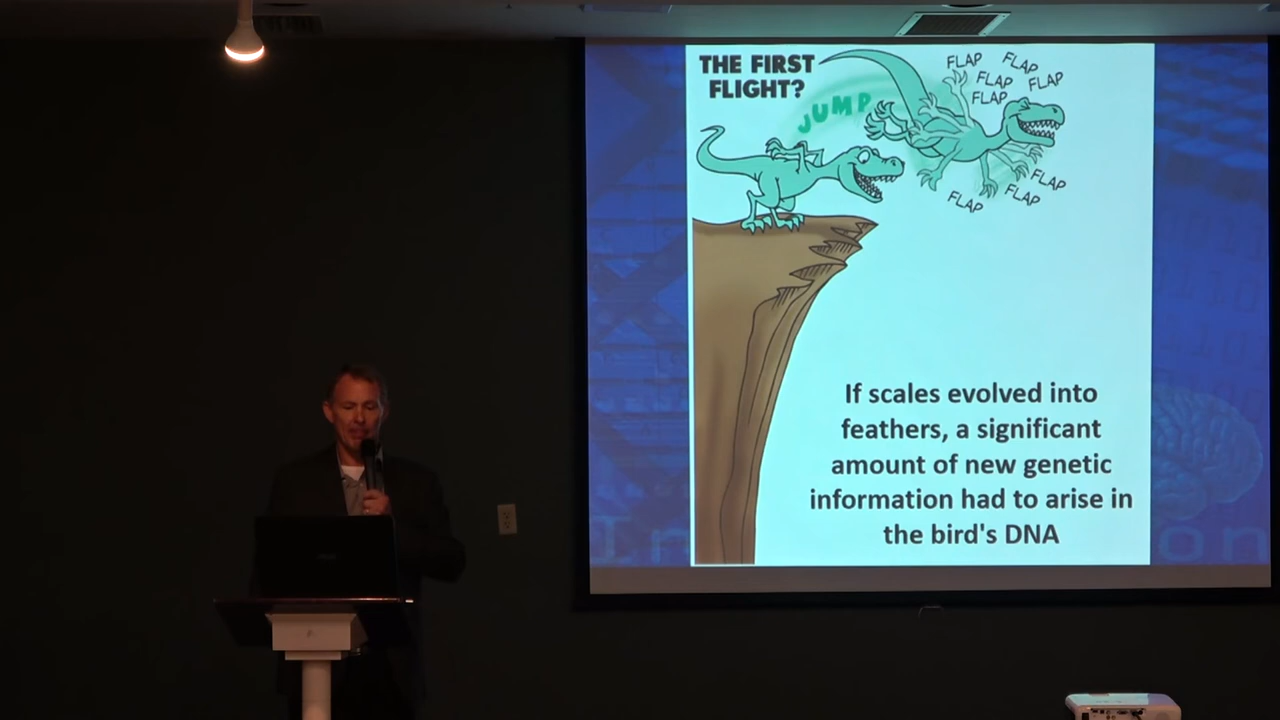 THE FIRST
FLIGHT?
JUMP
FLAP
FLAP
FLAP
FLAP
FLAP
FLAP
FLAP
FLAP
If scales evolved into
feathers, a significant
amount of new genetic
information had to arise in
the bird's DNA